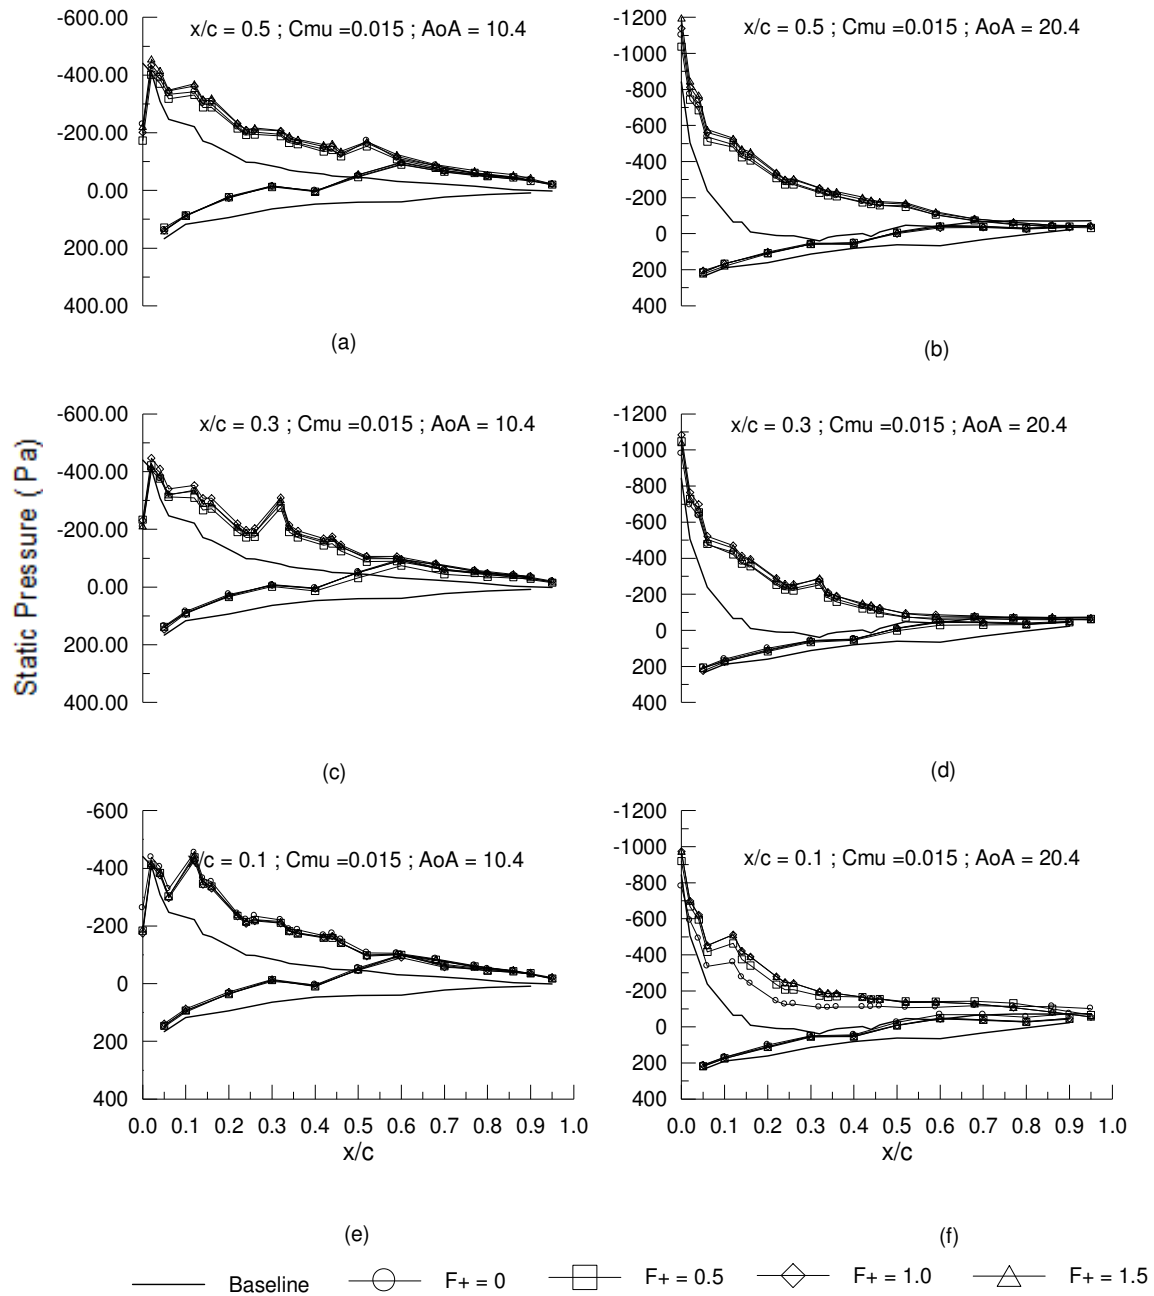 x/c = 0.5 ; Cmu =0.015 ; AoA = 10.4
-600.00
-400.00
-200.00
0.00
200.00
400.00
(a)
x/c = 0.5 ; Cmu =0.015 ; AoA = 20.4
-1200
-1000
-800
-600
-400
-200
0
200
400
(b)
Static Pressure ( Pa)
x/c = 0.3 ; Cmu =0.015 ; AoA = 10.4
-600.00
-400.00
-200.00
0.00
200.00
400.00
(c)
x/c = 0.3 ; Cmu =0.015 ; AoA = 20.4
-1200
-1000
-800
-600
-400
-200
0
200
400
(d)
x/c = 0.1 ; Cmu =0.015 ; AoA = 10.4
-600
-400
-200
0
200
400
0.0 0.1 0.2 0.3 0.4 0.5 0.6 0.7 0.8 0.9 1.0
x/c
(e)
x/c = 0.1 ; Cmu =0.015 ; AoA = 20.4
-1200
-1000
-800
-600
-400
-200
0
200
400
0.0 0.1 0.2 0.3 0.4 0.5 0.6 0.7 0.8 0.9 1.0
x/c
(f)
Baseline F+ = 0 F+ = 0.5 F+ = 1.0 F+ = 1.5